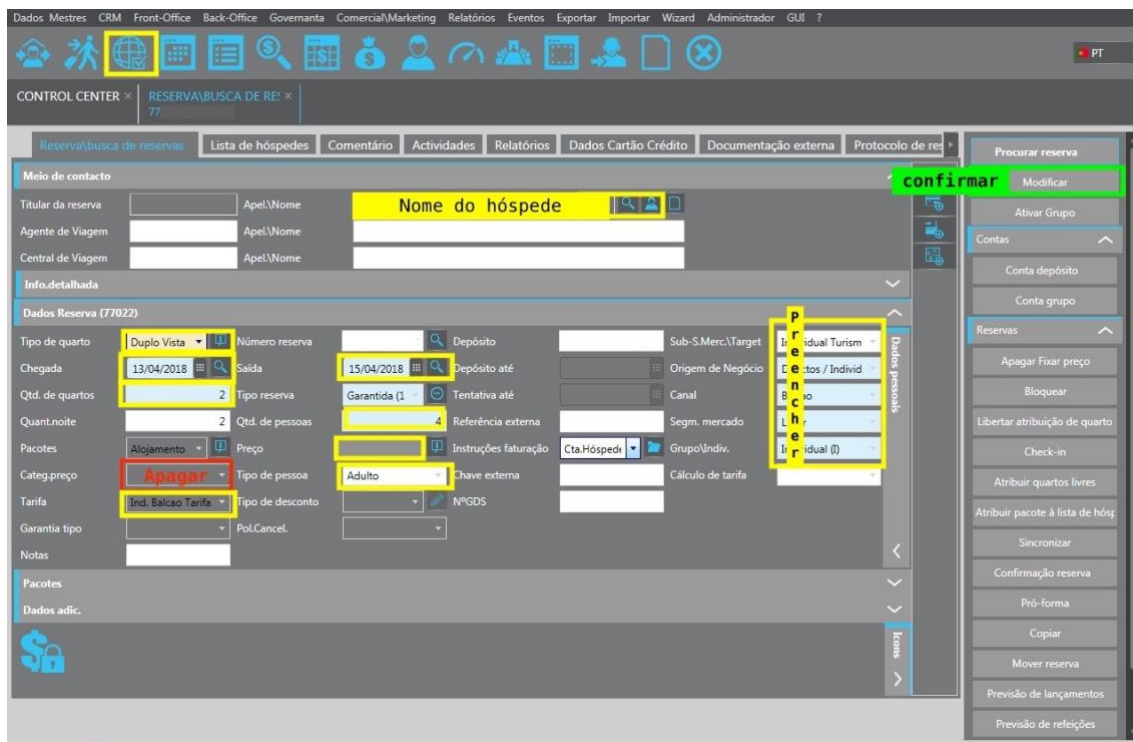 Dados Mestres CRM Front-Office Back-Office Governanta Comercial\Marketing Relatórios Eventos Exportar Importar Wizard Administrador GUI ?
PT
CONTROL CENTER × RESERVA\BUSCA DE RE: ×
77
Reserva\busca de reservas Lista de hóspedes Comentário Actividades Relatórios Dados Cartão Crédito Documentação externa Protocolo de res
Procurar reserva
Meio de contacto
confirmar Modificar
Titular da reserva Apel.\Nome Nome do hóspede
Ativar Grupo
Agente de Viagem Apel.\Nome
Contas
Central de Viagem Apel.\Nome
Conta depósito
Info.detalhada
Conta grupo
Dados Reserva (77022)
Reservas
Preencher
Tipo de quarto Duplo Vista Número reserva Depósito Sub-S.Merc.\Target Individual Turism
Dados pessoais
Chegada 13/04/2018 Saída 15/04/2018 Depósito até Origem de Negócio Directos / Individ
Apagar Fixar preço
Qtd. de quartos 2 Tipo reserva Garantida (1 Tentativa até Canal Balcao
Bloquear
Quant.noite 2 Qtd. de pessoas 4 Referência externa Segm. mercado
Libertar atribuição de quarto
Pacotes Alojamento Preço Instruções faturação Cta.Hóspede Grupo\Indiv. Individual (I)
Check-in
Categ.preço Apagar Tipo de pessoa Adulto Chave externa Cálculo de tarifa
Atribuir quartos livres
Tarifa Ind. Balcao Tarifa Tipo de desconto NºGDS
Atribuir pacote à lista de hósp
Garantia tipo Pol.Cancel.
Sincronizar
Notas
Confirmação reserva
Pacotes
Pró-forma
Dados adic.
Copiar
Icons
Mover reserva
Previsão de lançamentos
Previsão de refeições